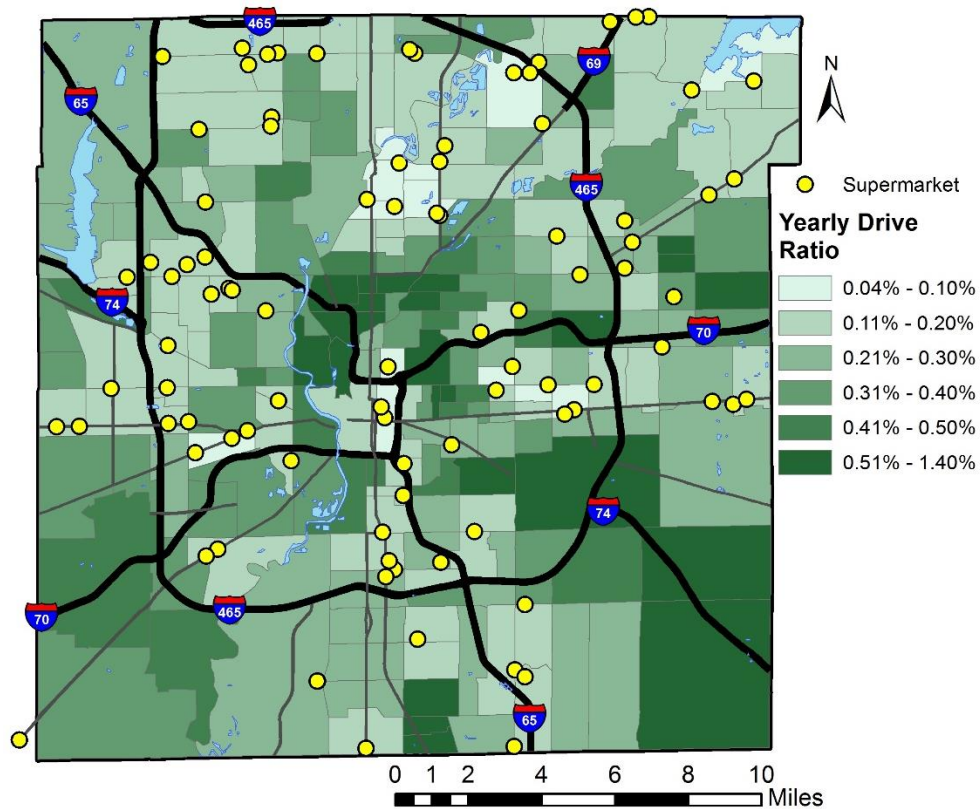 465
69
65
N
465
Supermarket
Yearly Drive
Ratio
0.04% - 0.10%
0.11% - 0.20%
0.21% - 0.30%
0.31% - 0.40%
0.41% - 0.50%
0.51% - 1.40%
74
70
74
70
465
65
0 1 2 4 6 8 10
Miles